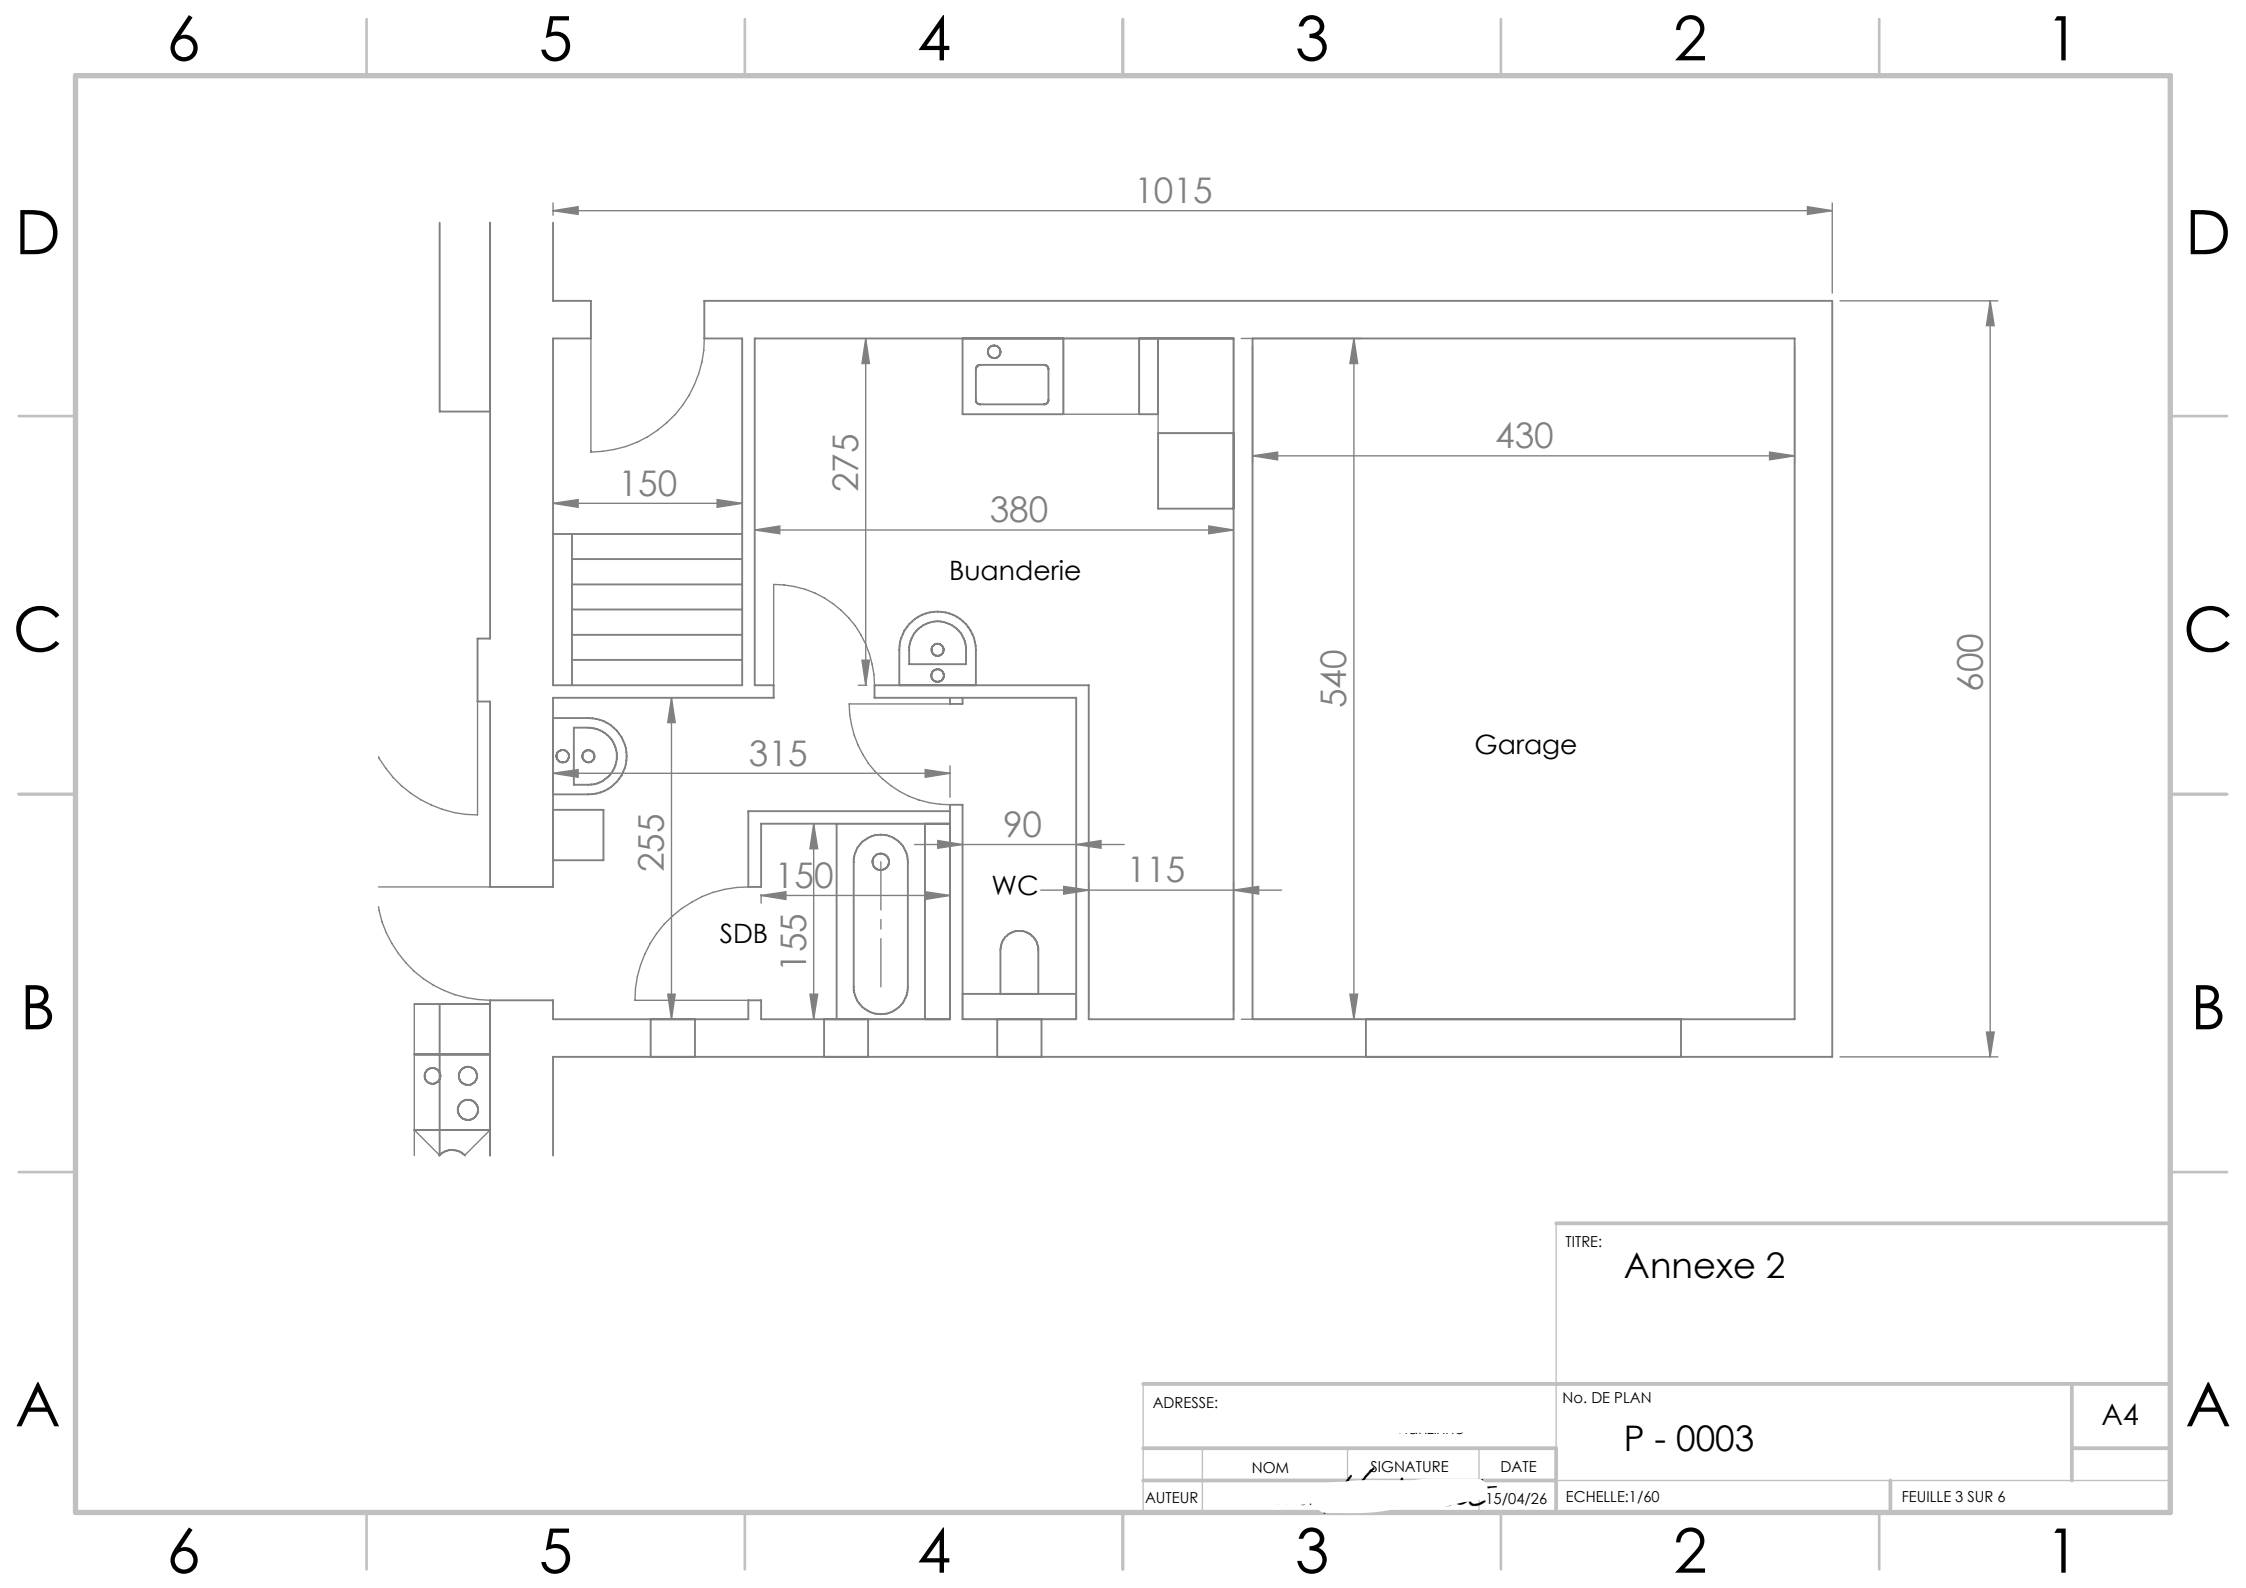 6 5 4 3 2 1
D D
1015
430
275
150
380
Buanderie
C C
600
540
Garage
315
255
90
115
150
WC
SDB
155
B B
TITRE:
Annexe 2
ADRESSE:
No. DE PLAN
A4
A A
P - 0003
NOM SIGNATURE DATE
AUTEUR 15/04/26 ECHELLE:1/60 FEUILLE 3 SUR 6
6 5 4 3 2 1